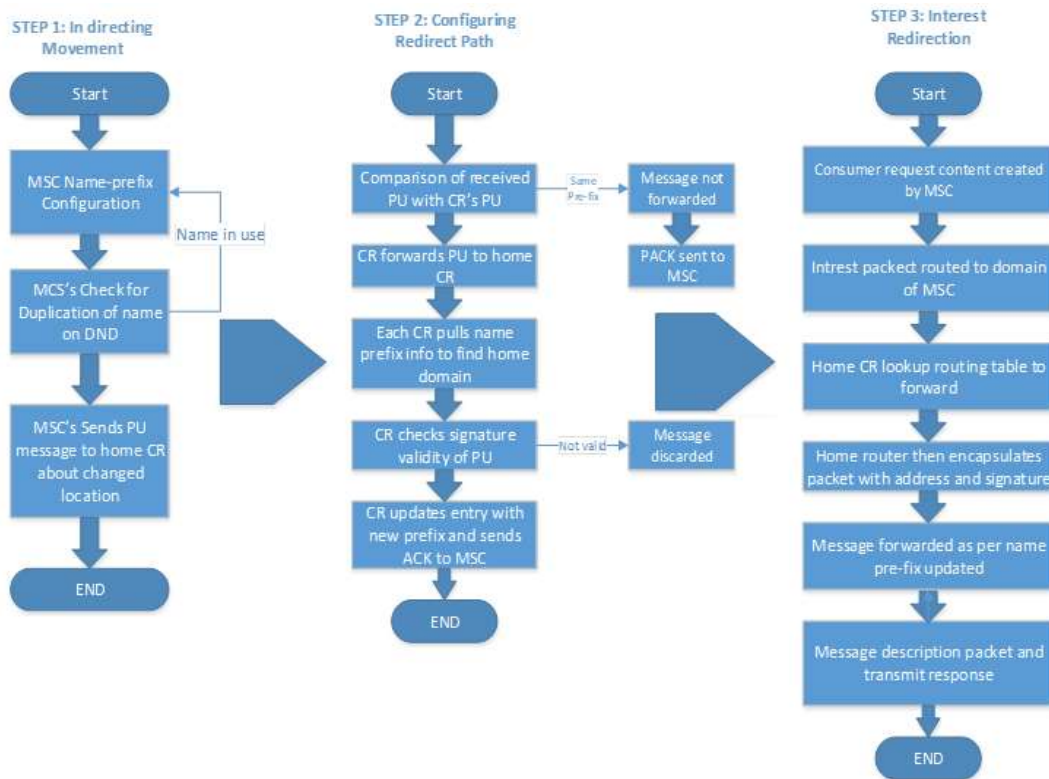 STEP 1: In directing
Movement
Start
MSC Name-prefix
Configuration
Name in use
MCS's Check for
Duplication of name
on DND
MSC's Sends PU
message to home CR
about changed
location
END
STEP 2: Configuring
Redirect Path
Start
Comparison of received
PU with CR's PU
Same
Pre-fix
Message not
forwarded
PACK sent to
MSC
CR forwards PU to home
CR
Each CR pulls name
prefix info to find home
domain
CR checks signature
validity of PU
Not valid
Message
discarded
CR updates entry with
new prefix and sends
ACK to MSC
END
STEP 3: Interest
Redirection
Start
Consumer request content created
by MSC
Intrest packect routed to domain
of MSC
Home CR lookup routing table to
forward
Home router then encapsulates
packet with address and signature
Message forwarded as per name
pre-fix updated
Message description packet and
transmit response
END